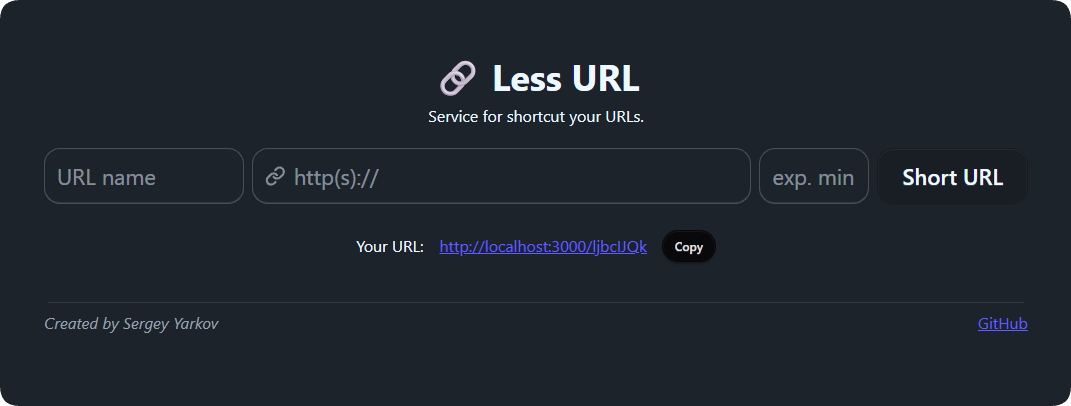 Less URL
Service for shortcut your URLs.
URL name http(s):// exp. min Short URL
Your URL: http://localhost:3000/ljbcIJQk Copy
Created by Sergey Yarkov GitHub